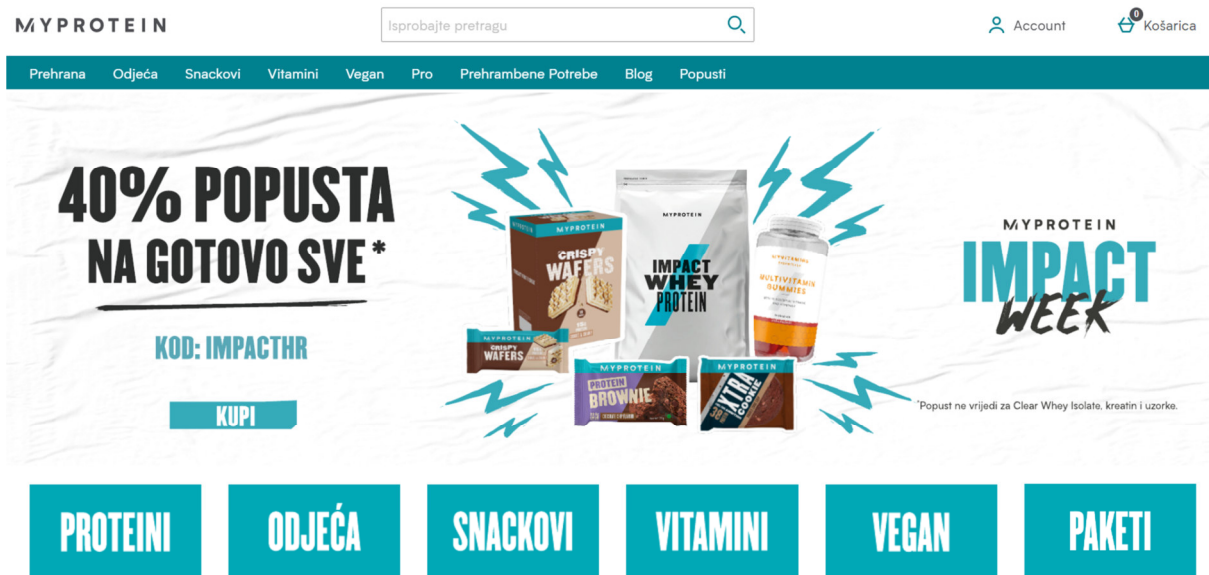 MYPROTEIN
Isprobajte pretragu
Account
0
Košarica
Prehrana Odjeća Snackovi Vitamini Vegan Pro Prehrambene Potrebe Blog Popusti
40% POPUSTA
NA GOTOVO SVE*
KOD: IMPACTHR
KUPI
MYPROTEIN
CRISPY
WAFERS
MYPROTEIN
IMPACT
WHEY
PROTEIN
MYVITAMINS
MULTIVITAMIN
GUMMIES
MYPROTEIN
CRISPY
WAFERS
MYPROTEIN
PROTEIN
BROWNIE
MYPROTEIN
XTRA
COOKIE
MYPROTEIN
IMPACT
WEEK
*Popust ne vrijedi za Clear Whey Isolate, kreatin i uzorke.
PROTEINI
ODJEĆA
SNACKOVI
VITAMINI
VEGAN
PAKETI